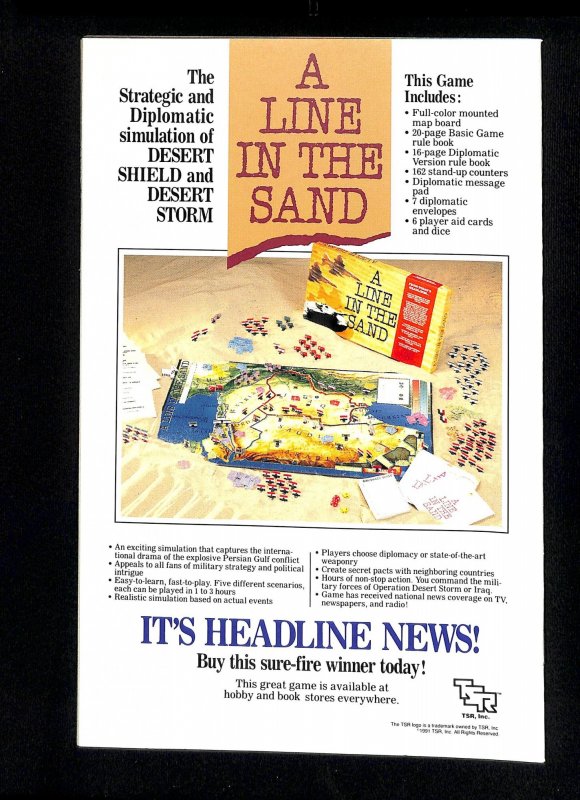 The
Strategic and
Diplomatic
simulation of
DESERT
SHIELD and
DESERT
STORM
A
LINE
IN THE
SAND
This Game
Includes:
• Full-color mounted
map board
• 20-page Basic Game
rule book
• 16-page Diplomatic
Version rule book
• 162 stand-up counters
• Diplomatic message
pad
• 7 diplomatic
envelopes
• 6 player aid cards
and dice
A
LINE
IN THE
SAND
• An exciting simulation that captures the interna-
tional drama of the explosive Persian Gulf conflict
• Appeals to all fans of military strategy and political
intrigue
• Easy-to-learn, fast-to-play. Five different scenarios,
each can be played in 1 to 3 hours
• Realistic simulation based on actual events
• Players choose diplomacy or state-of-the-art
weaponry
• Create secret pacts with neighboring countries
• Hours of non-stop action. You command the mili-
tary forces of Operation Desert Storm or Iraq.
• Game has received national news coverage on TV,
newspapers, and radio!
IT'S HEADLINE NEWS!
Buy this sure-fire winner today!
This great game is available at
hobby and book stores everywhere.
TSR
TSR, Inc.
The TSR logo is a trademark owned by TSR, Inc.
©1991 TSR, Inc. All Rights Reserved.